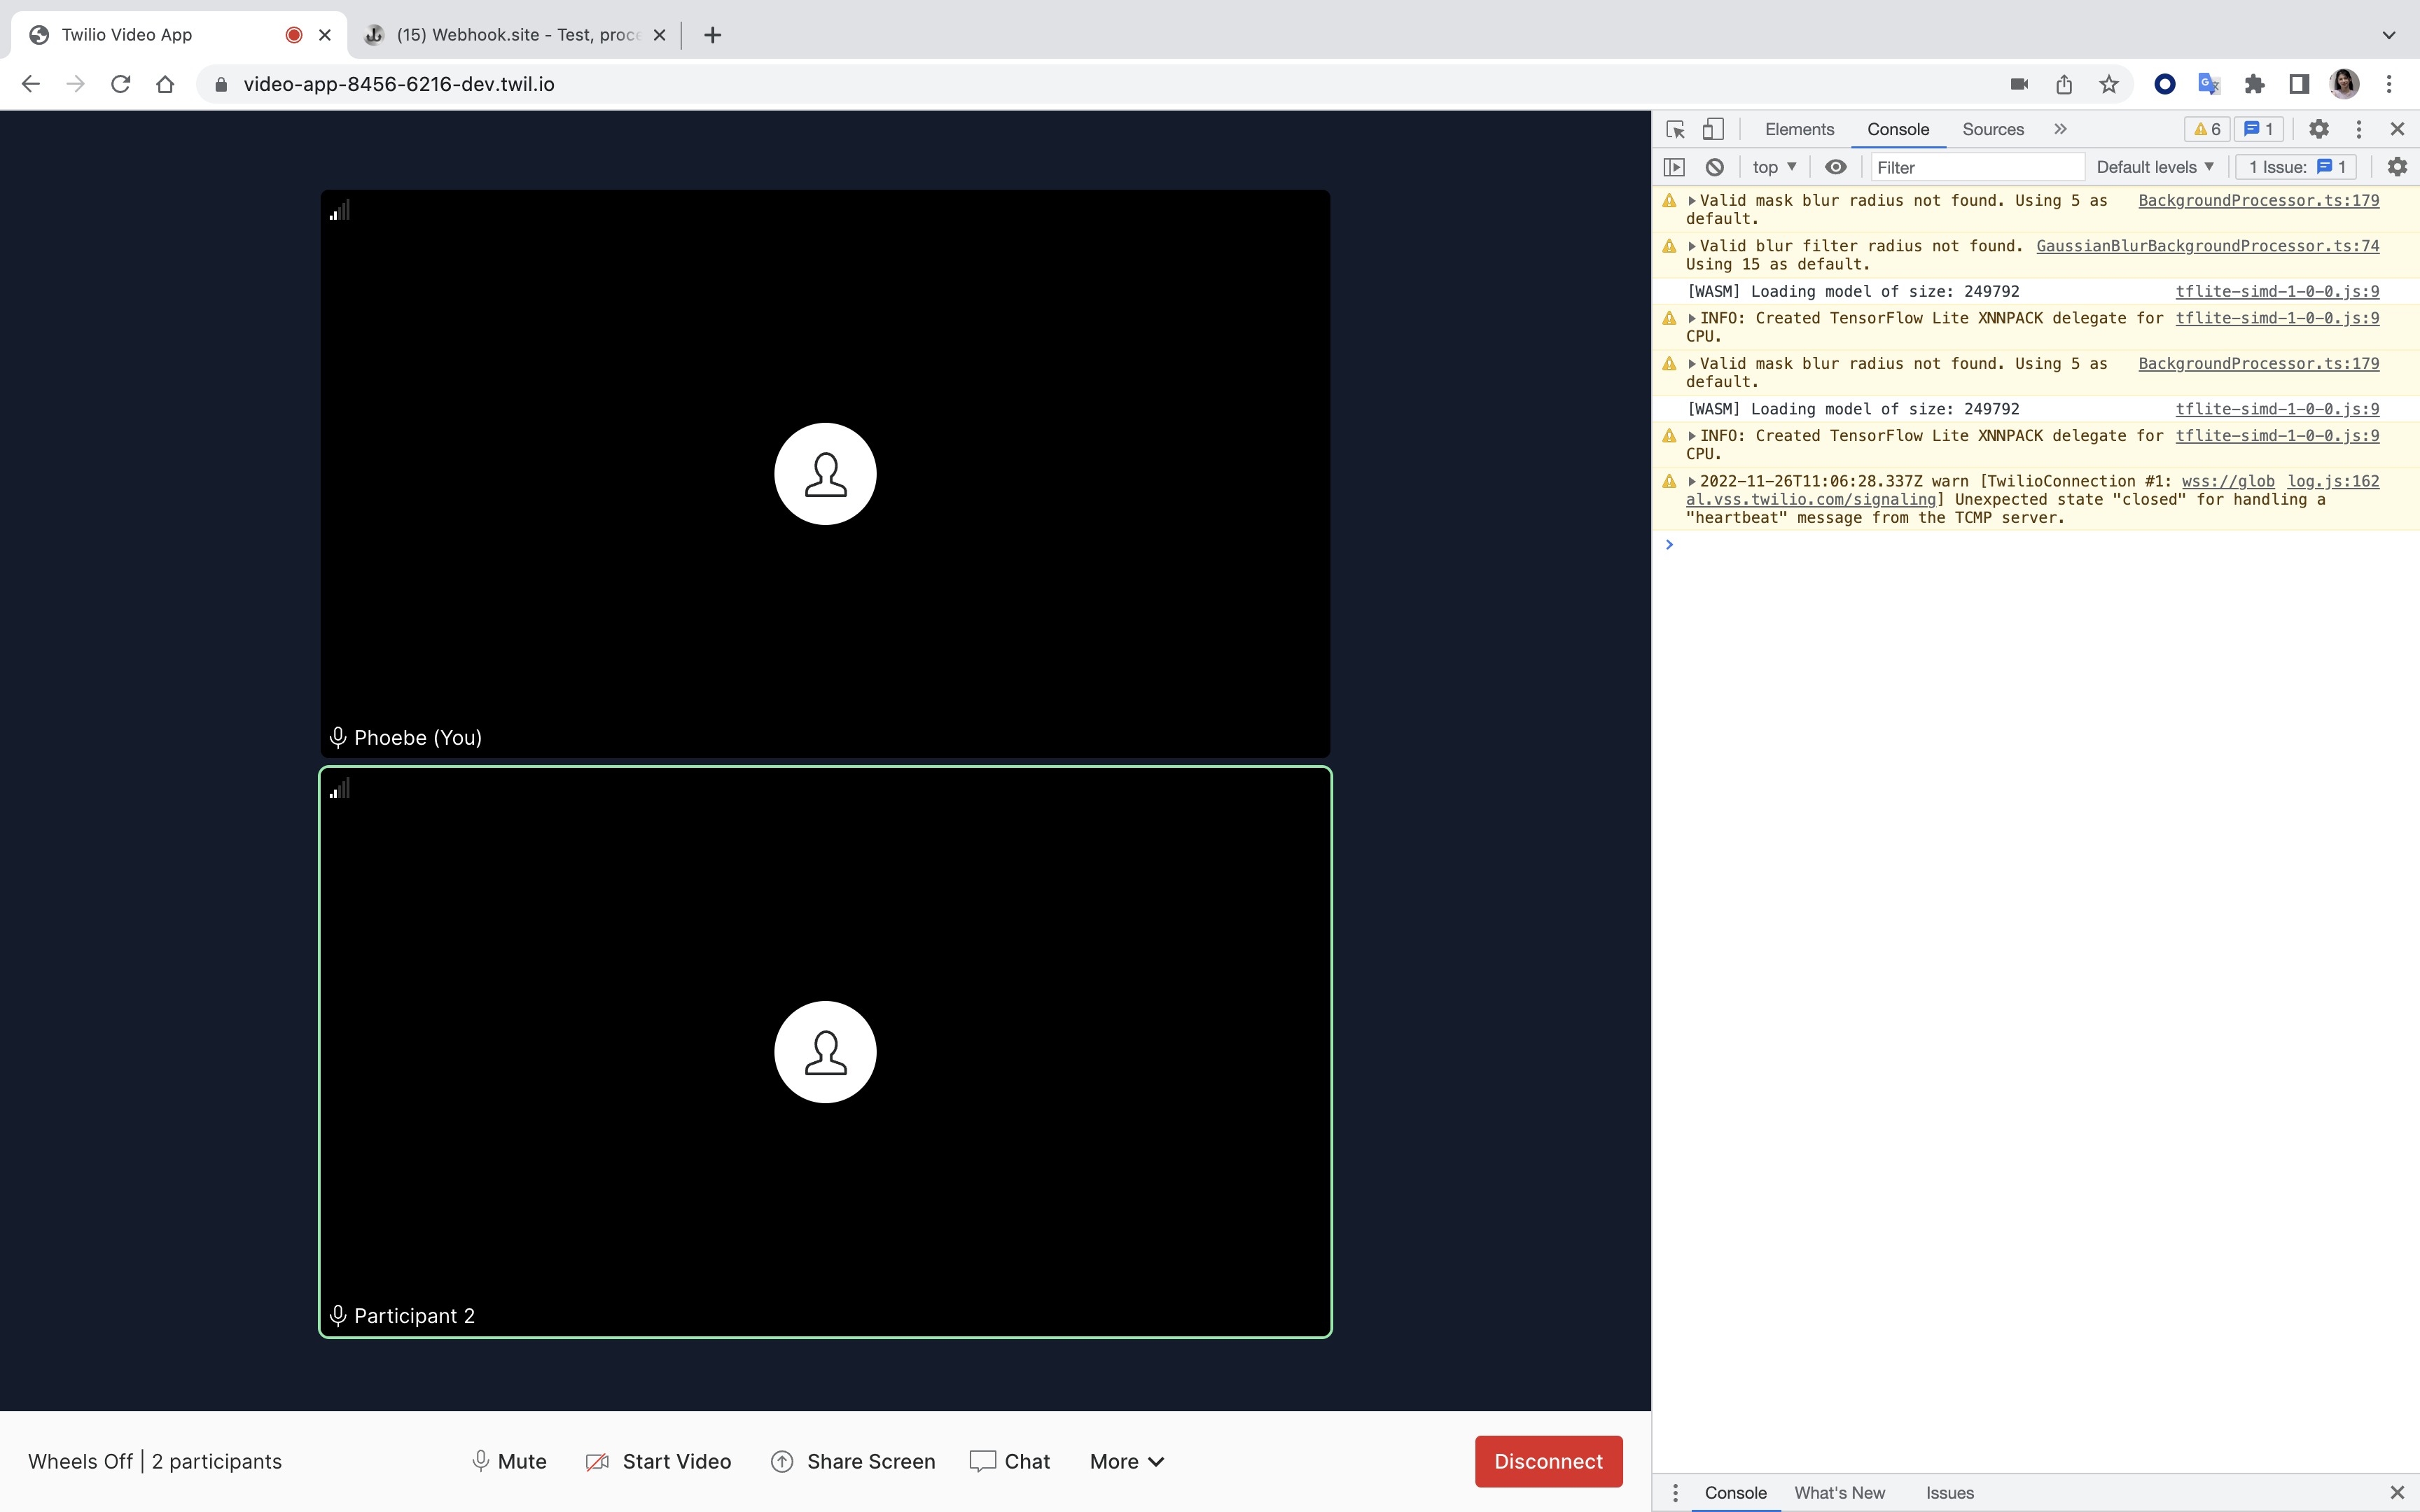 Twilio Video App
(15) Webhook.site - Test, proce
video-app-8456-6216-dev.twil.io
Phoebe (You)
Participant 2
Wheels Off | 2 participants
Mute
Start Video
Share Screen
Chat
More
Disconnect
Elements
Console
Sources
6
1
top
Filter
Default levels
1 Issue:
1
Valid mask blur radius not found. Using 5 as BackgroundProcessor.ts:179
default.
Valid blur filter radius not found. GaussianBlurBackgroundProcessor.ts:74
Using 15 as default.
[WASM] Loading model of size: 249792 tflite-simd-1-0-0.js:9
INFO: Created TensorFlow Lite XNNPACK delegate for tflite-simd-1-0-0.js:9
CPU.
Valid mask blur radius not found. Using 5 as BackgroundProcessor.ts:179
default.
[WASM] Loading model of size: 249792 tflite-simd-1-0-0.js:9
INFO: Created TensorFlow Lite XNNPACK delegate for tflite-simd-1-0-0.js:9
CPU.
2022-11-26T11:06:28.337Z warn [TwilioConnection #1: wss://glob log.js:162
al.vss.twilio.com/signaling] Unexpected state "closed" for handling a
"heartbeat" message from the TCMP server.
Console
What's New
Issues